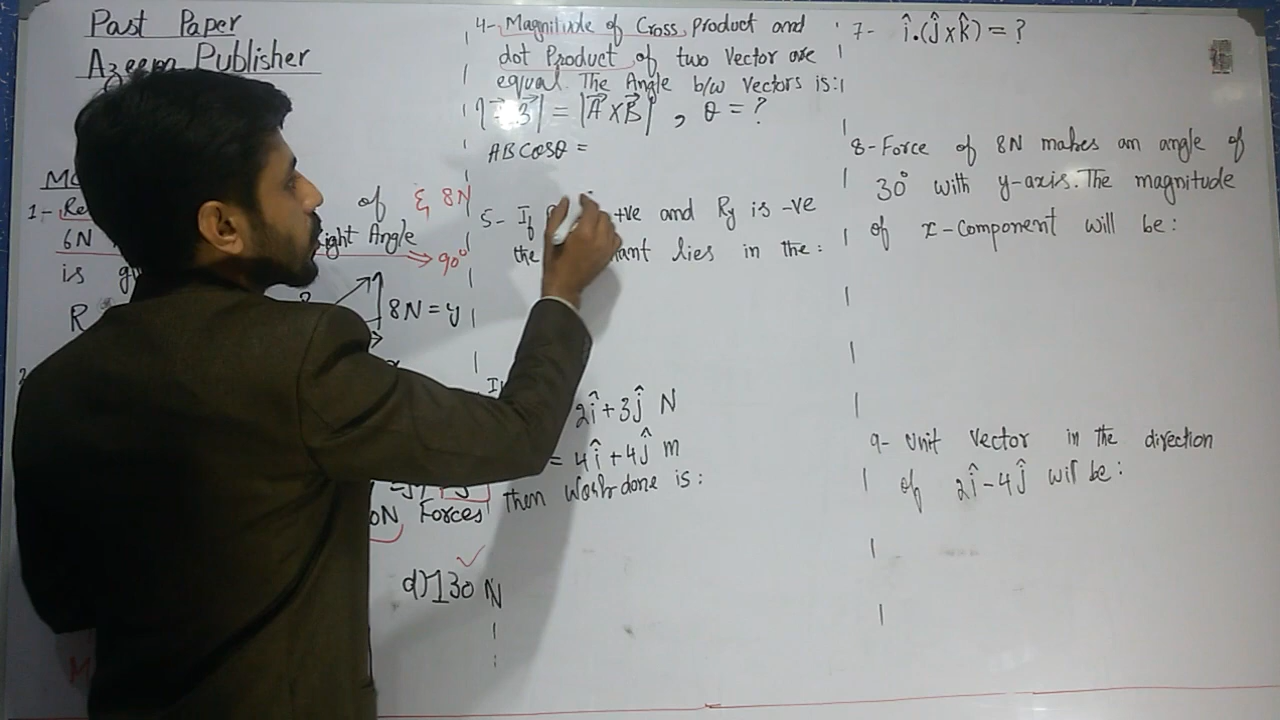 Past Paper
Azeem Publisher
1- of & 8N
6N Right Angle → 90°
is
R 8N = y
ON Forces
d) 130 N
4- Magnitude of Cross product and
dot Product of two Vector are
equal. The Angle b/w Vectors is:
= |A⃗ × B⃗| , θ = ?
ABCosθ =
5- If +ve and Ry is -ve
the lies in the:
2î + 3ĵ N
= 4î + 4ĵ m
then Work done is:
7- î.(ĵ × k̂) = ?
8- Force of 8N makes an angle of
30° with y-axis. The magnitude
of x-Component will be:
9- Unit Vector in the direction
of 2î - 4ĵ will be: